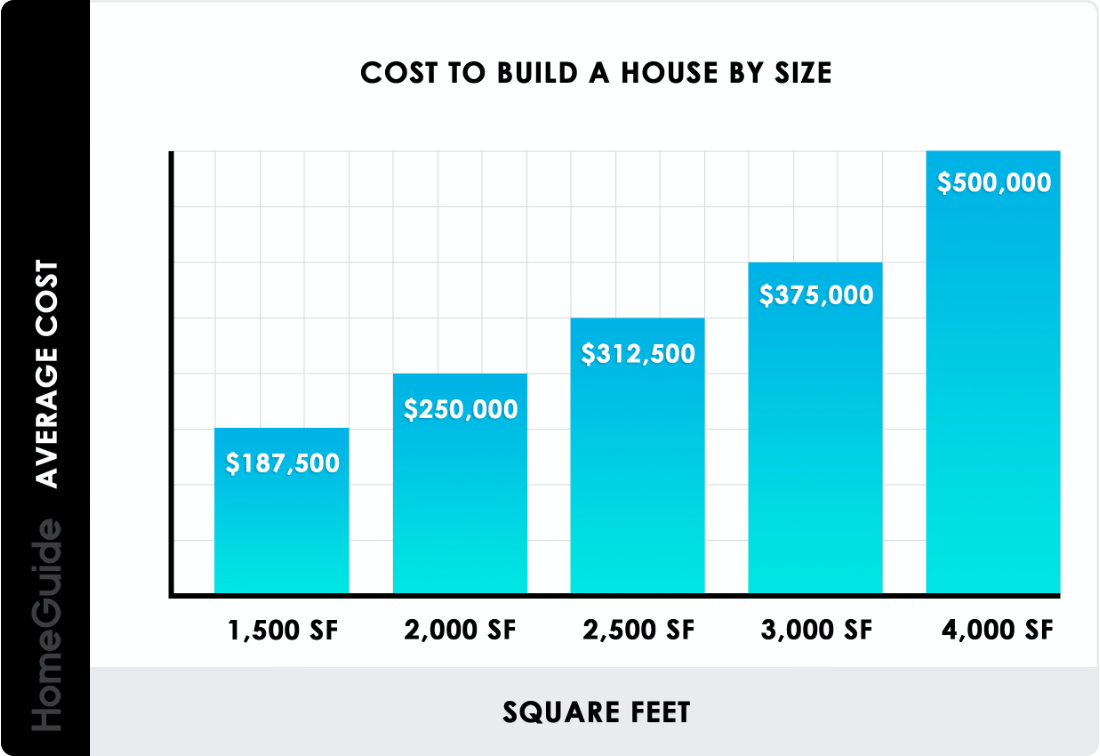 COST TO BUILD A HOUSE BY SIZE
AVERAGE COST
HomeGuide
$187,500
$250,000
$312,500
$375,000
$500,000
1,500 SF
2,000 SF
2,500 SF
3,000 SF
4,000 SF
SQUARE FEET